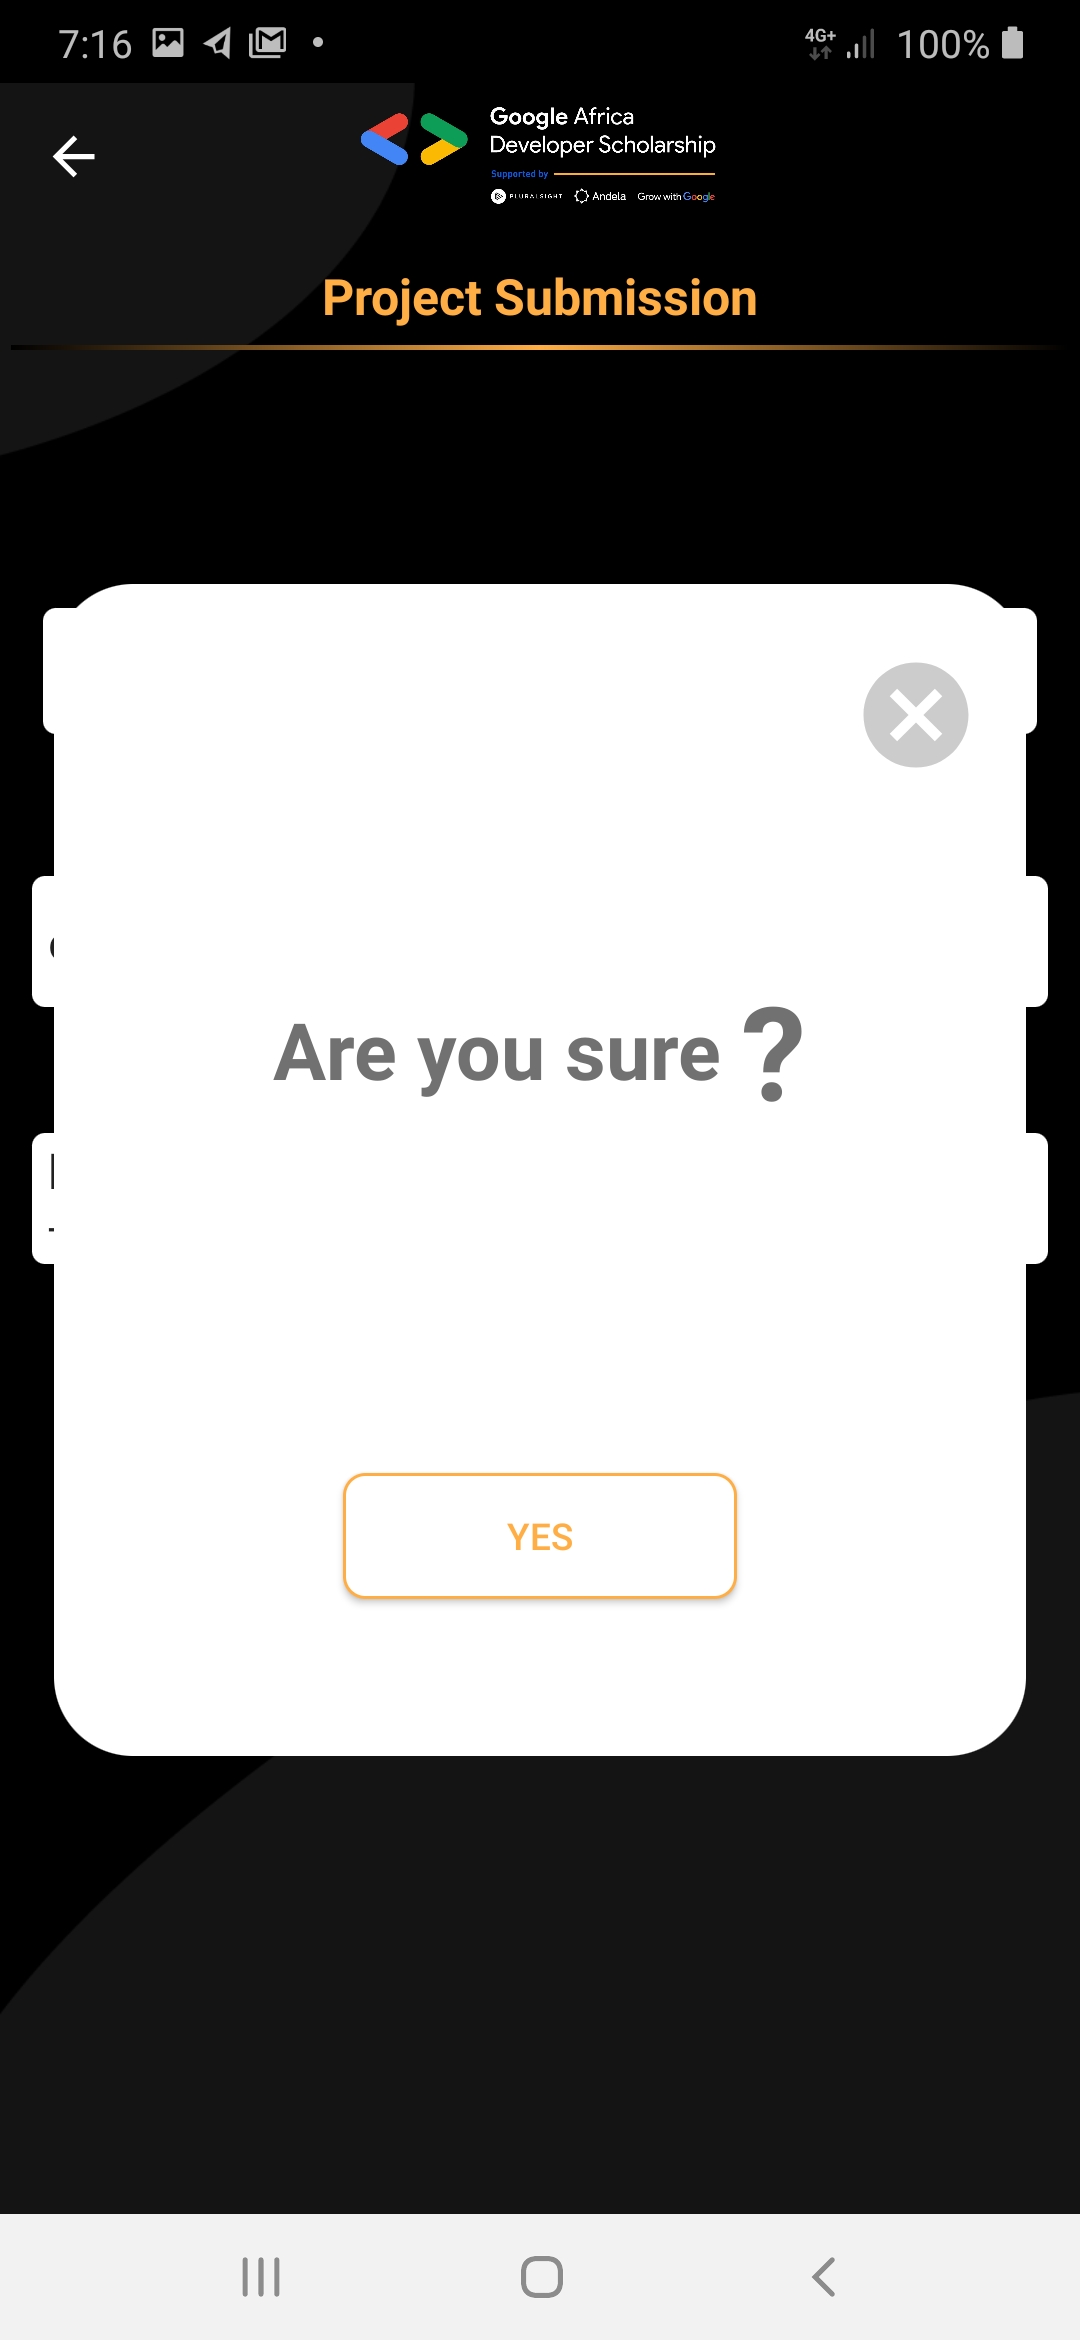 7:16
4G+
100%
Google Africa
Developer Scholarship
Supported by
PLURALSIGHT Andela Grow with Google
Project Submission
Are you sure?
YES